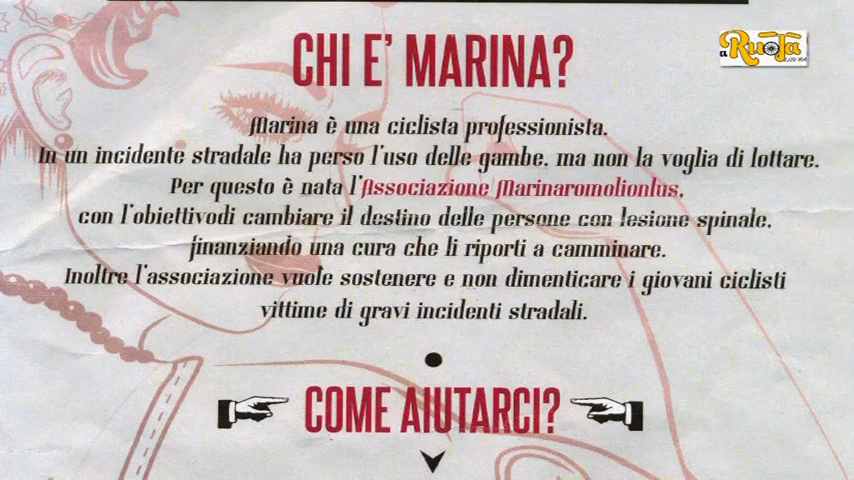 CHI E' MARINA?
a RuoTa
Marina è una ciclista professionista.
In un incidente stradale ha perso l'uso delle gambe, ma non la voglia di lottare.
Per questo è nata l'Associazione Marinaromolionlus,
con l'obiettivodi cambiare il destino delle persone con lesione spinale,
finanziando una cura che li riporti a camminare.
Inoltre l'associazione vuole sostenere e non dimenticare i giovani ciclisti
vittime di gravi incidenti stradali.
COME AIUTARCI?